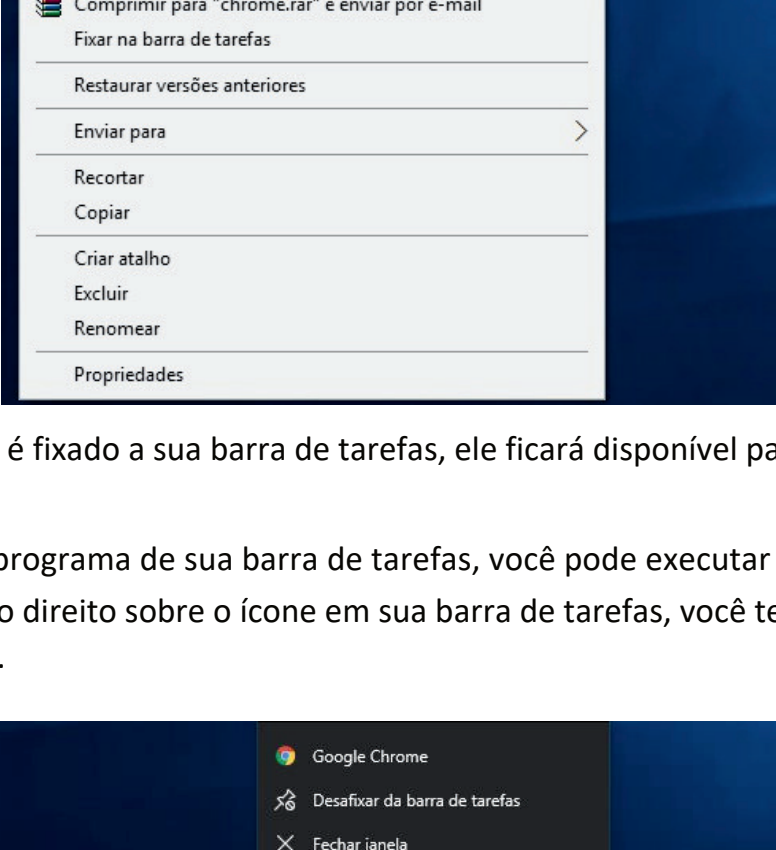 Comprimir para "chrome.rar" e enviar por e-mail
Fixar na barra de tarefas
Restaurar versões anteriores
Enviar para
Recortar
Copiar
Criar atalho
Excluir
Renomear
Propriedades
é fixado a sua barra de tarefas, ele ficará disponível pa
programa de sua barra de tarefas, você pode executar
o direito sobre o ícone em sua barra de tarefas, você te
.
Google Chrome
Desafixar da barra de tarefas
Fechar janela